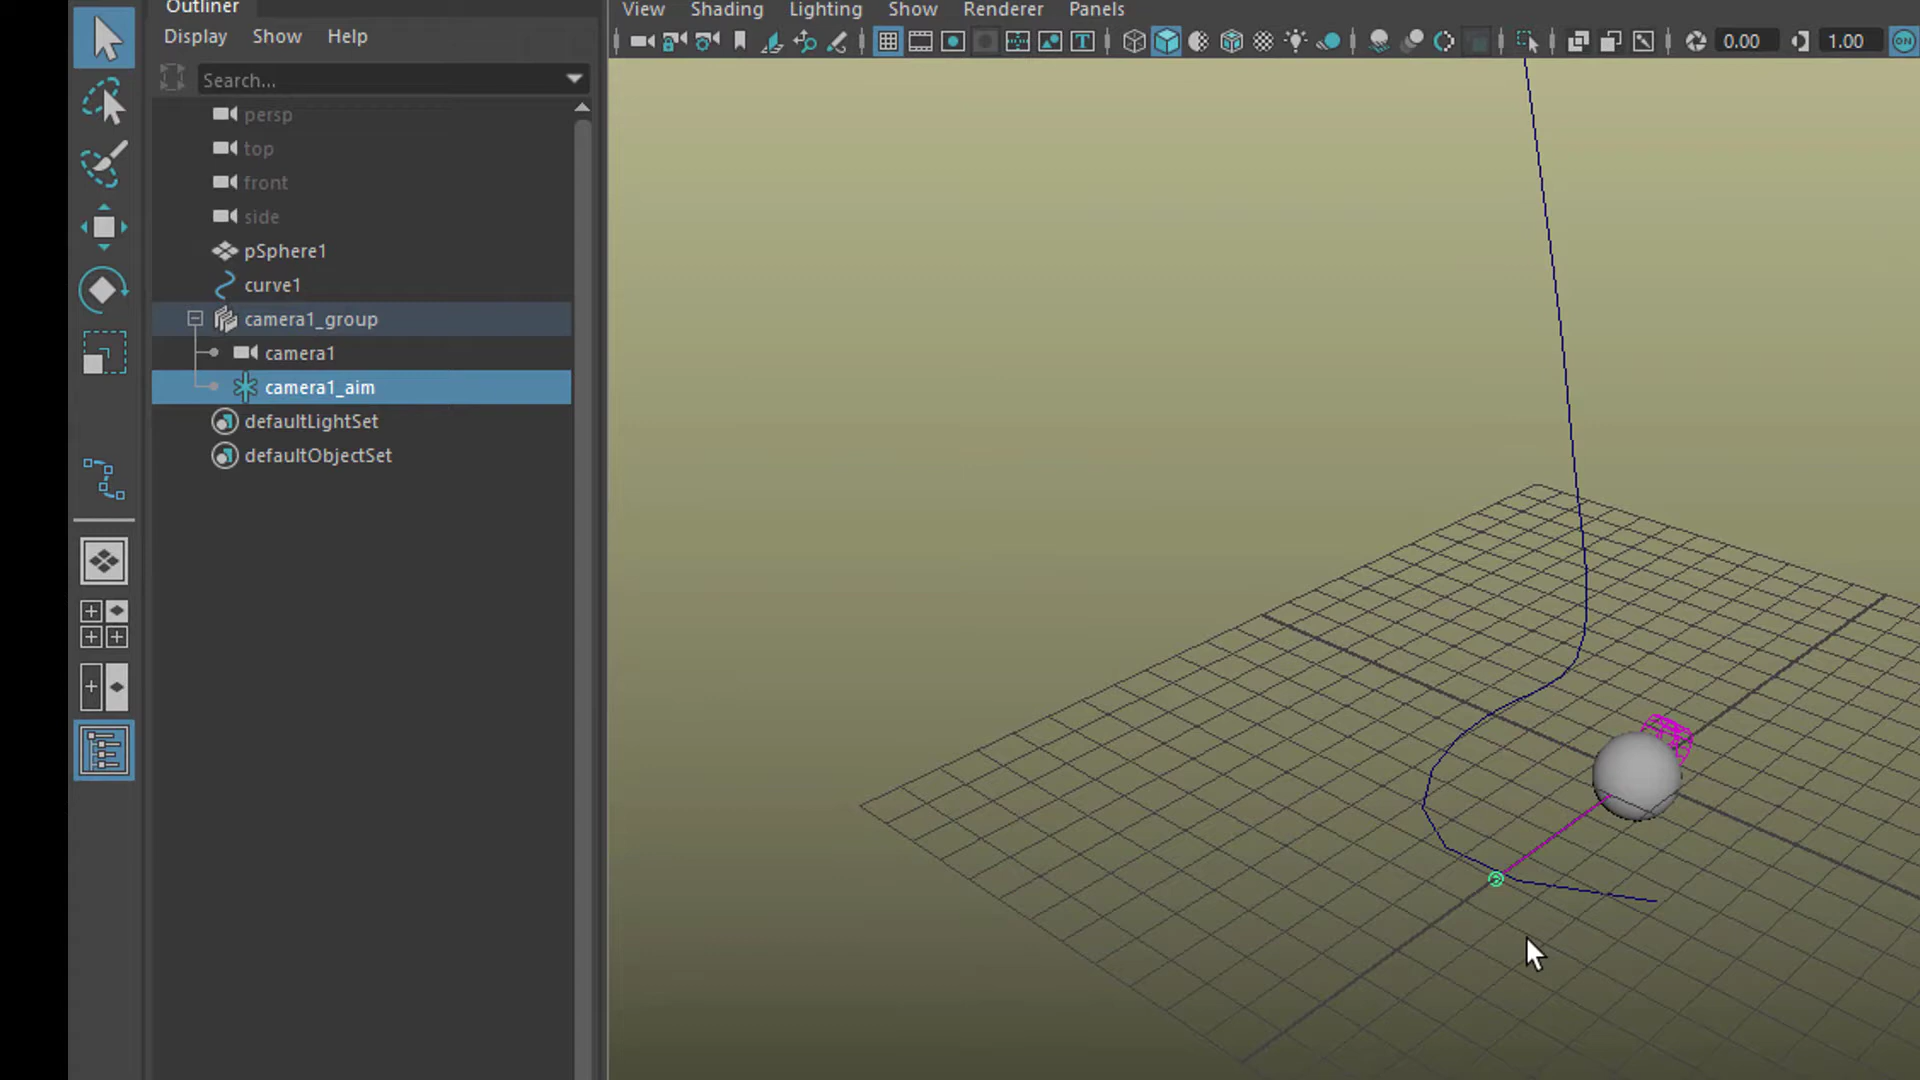 Outliner
Display Show Help
Search...
persp
top
front
side
pSphere1
curve1
camera1_group
camera1
camera1_aim
defaultLightSet
defaultObjectSet
View Shading Lighting Show Renderer Panels
0.00 1.00 ON